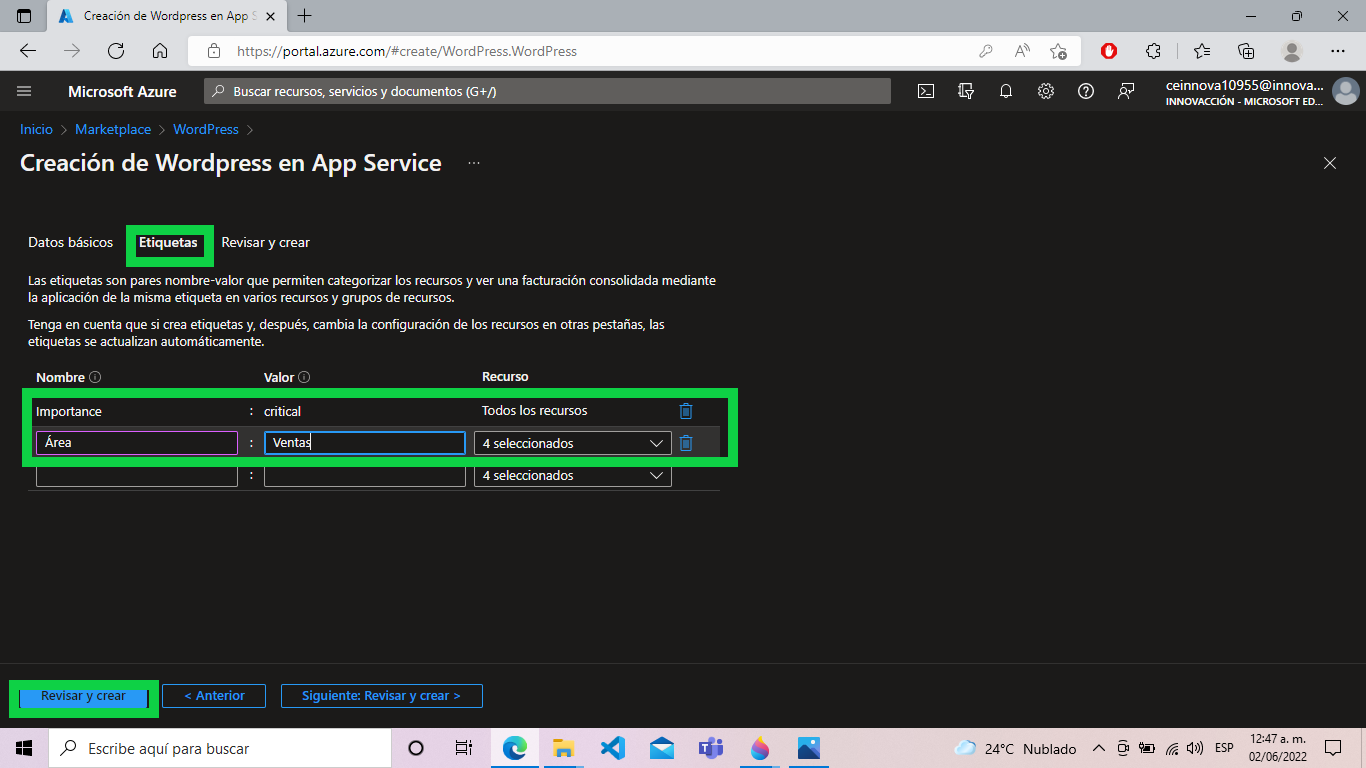 Creación de Wordpress en App S
https://portal.azure.com/#create/WordPress.WordPress
Microsoft Azure
Buscar recursos, servicios y documentos (G+/)
ceinnova10955@innova...
INNOVACCIÓN - MICROSOFT ED...
Inicio > Marketplace > WordPress >
Creación de Wordpress en App Service ...
Datos básicos Etiquetas Revisar y crear
Las etiquetas son pares nombre-valor que permiten categorizar los recursos y ver una facturación consolidada mediante
la aplicación de la misma etiqueta en varios recursos y grupos de recursos.
Tenga en cuenta que si crea etiquetas y, después, cambia la configuración de los recursos en otras pestañas, las
etiquetas se actualizan automáticamente.
Nombre Valor Recurso
Importance : critical Todos los recursos
Área : Ventas 4 seleccionados
: 4 seleccionados
Revisar y crear < Anterior Siguiente: Revisar y crear >
Escribe aquí para buscar
24°C Nublado
ESP
12:47 a. m.
02/06/2022